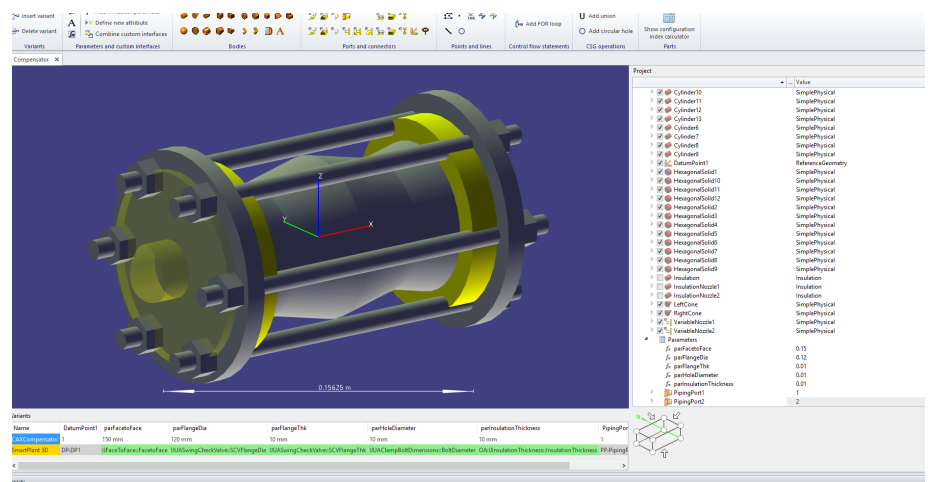 Insert variant
Delete variant
Variants
Define new attribute
Combine custom interfaces
Parameters and custom interfaces
Bodies
Ports and connectors
Points and lines
Add FOR loop
Control flow statements
Add union
Add circular hole
CSG operations
Show configuration
index calculator
Parts
Compensator ×
Project
... Value
Cylinder10 SimplePhysical
Cylinder11 SimplePhysical
Cylinder12 SimplePhysical
Cylinder13 SimplePhysical
Cylinder6 SimplePhysical
Cylinder7 SimplePhysical
Cylinder8 SimplePhysical
Cylinder9 SimplePhysical
DatumPoint1 ReferenceGeometry
HexagonalSolid1 SimplePhysical
HexagonalSolid10 SimplePhysical
HexagonalSolid11 SimplePhysical
HexagonalSolid12 SimplePhysical
HexagonalSolid2 SimplePhysical
HexagonalSolid3 SimplePhysical
HexagonalSolid4 SimplePhysical
HexagonalSolid5 SimplePhysical
HexagonalSolid6 SimplePhysical
HexagonalSolid7 SimplePhysical
HexagonalSolid8 SimplePhysical
HexagonalSolid9 SimplePhysical
Insulation Insulation
InsulationNozzle1 Insulation
InsulationNozzle2 Insulation
LeftCone SimplePhysical
RightCone SimplePhysical
VariableNozzle1 SimplePhysical
VariableNozzle2 SimplePhysical
Parameters
fx parFacetoFace 0.15
fx parFlangeDia 0.12
fx parFlangeThk 0.01
fx parHoleDiameter 0.01
fx parInsulationThickness 0.01
PipingPort1 1
PipingPort2 2
Z
Y
X
0.15625 m
N
Variants
Name DatumPoint1 parFacetoFace parFlangeDia parFlangeThk parHoleDiameter parInsulationThickness PipingPor
CAXCompensator 1 150 mm 120 mm 10 mm 10 mm 10 mm 1
SmartPlant 3D DP:DP1 IJFaceToFace::FacetoFace IJUASwingCheckValve::SCVFlangeDia IJUASwingCheckValve::SCVFlangeThk IJUAClampBoltDimensions::BoltDiameter OALIInsulationThickness::InsulationThickness PP:PipingP